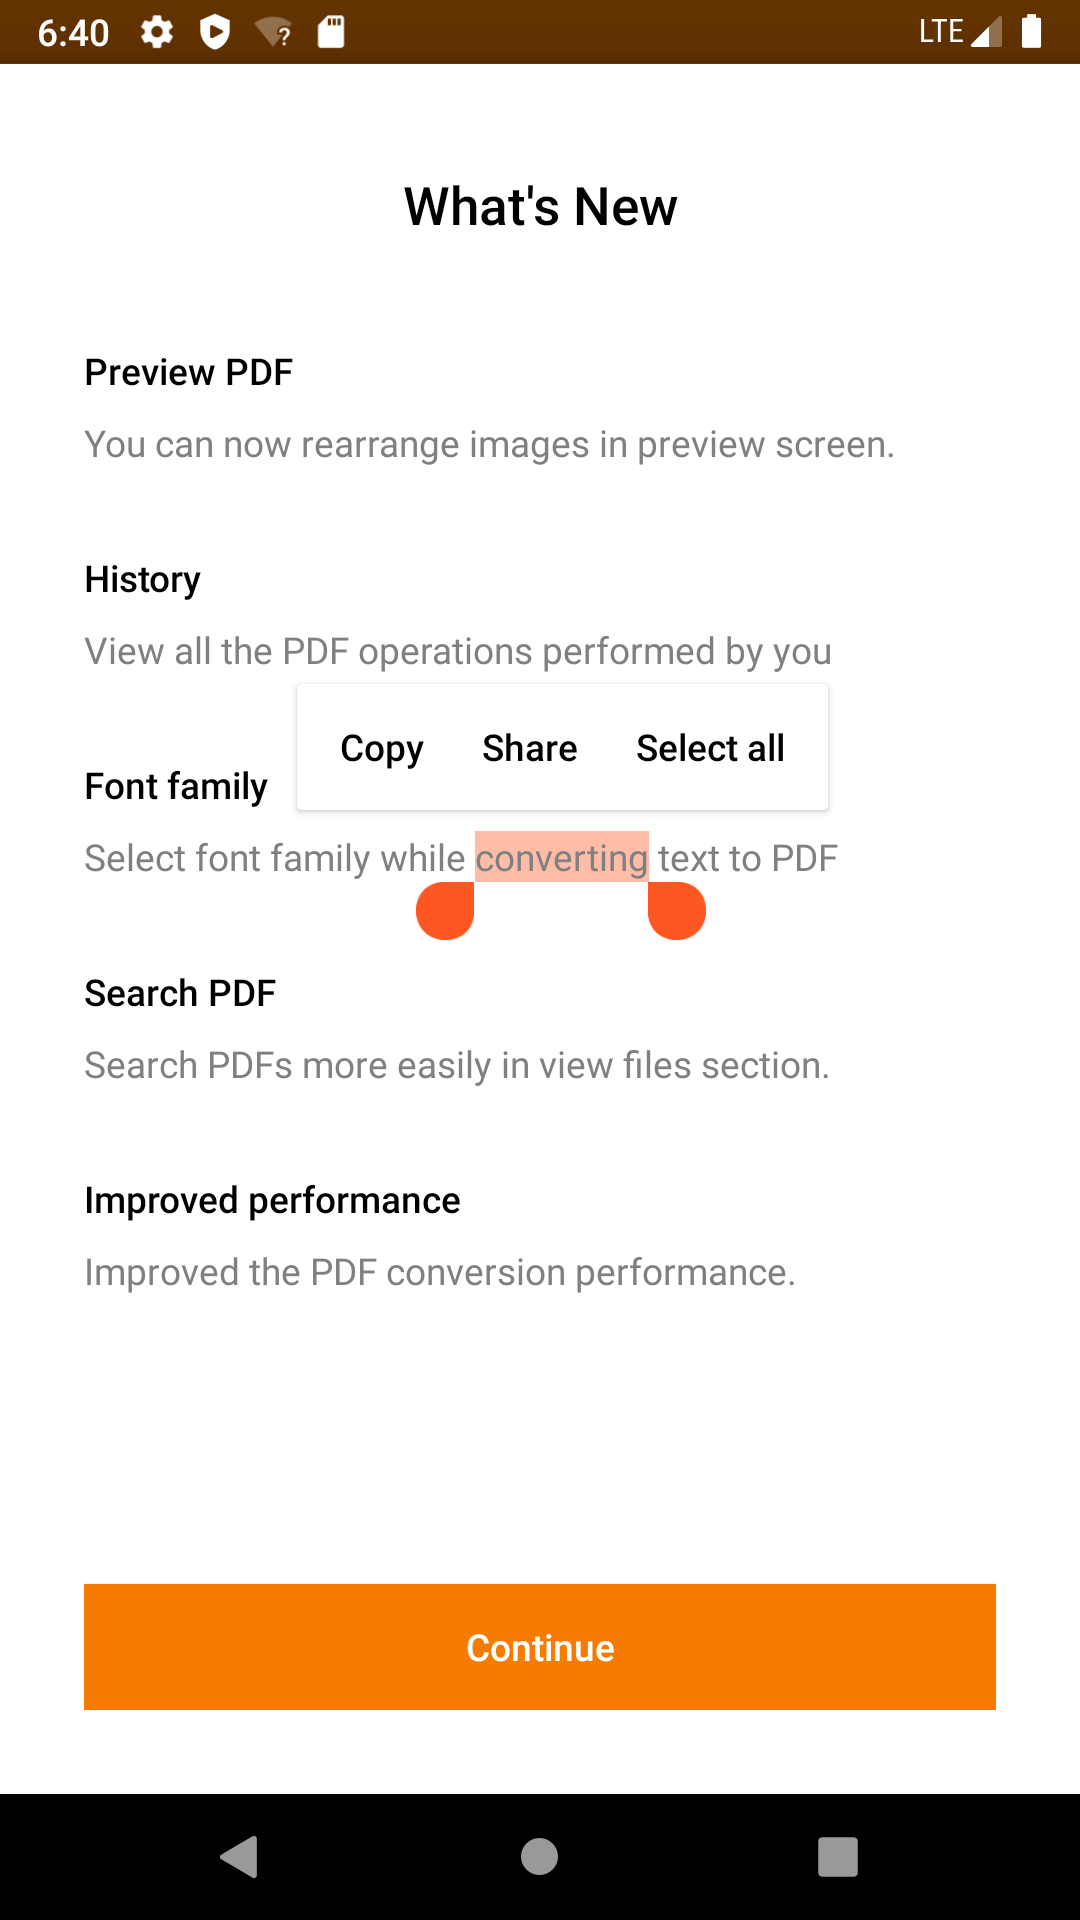 6:40
LTE
What's New
Preview PDF
You can now rearrange images in preview screen.
History
View all the PDF operations performed by you
Copy Share Select all
Font family
Select font family while converting text to PDF
Search PDF
Search PDFs more easily in view files section.
Improved performance
Improved the PDF conversion performance.
Continue